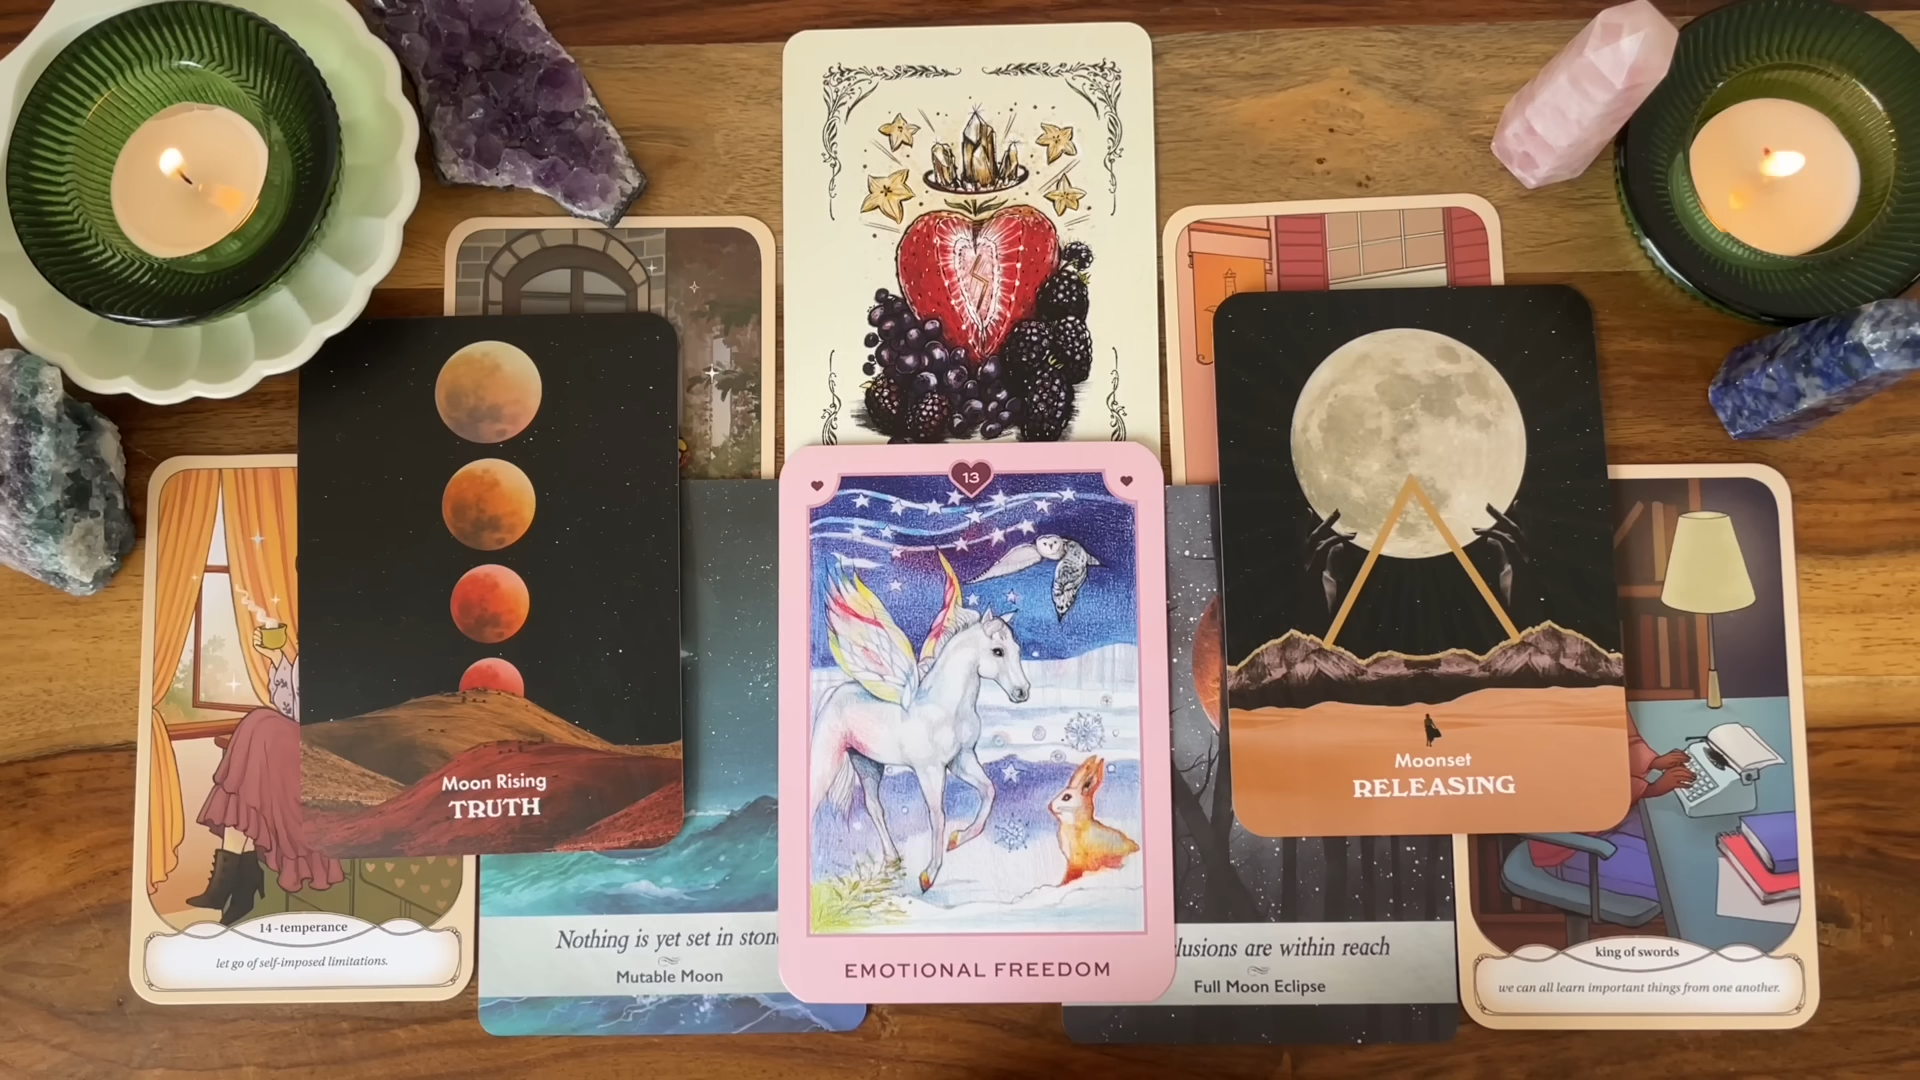 13
Moon Rising
TRUTH
Moonset
RELEASING
14 - temperance
let go of self-imposed limitations.
Nothing is yet set in
Mutable Moon
EMOTIONAL FREEDOM
are within reach
Full Moon Eclipse
king of swords
we can all learn important things from one another.